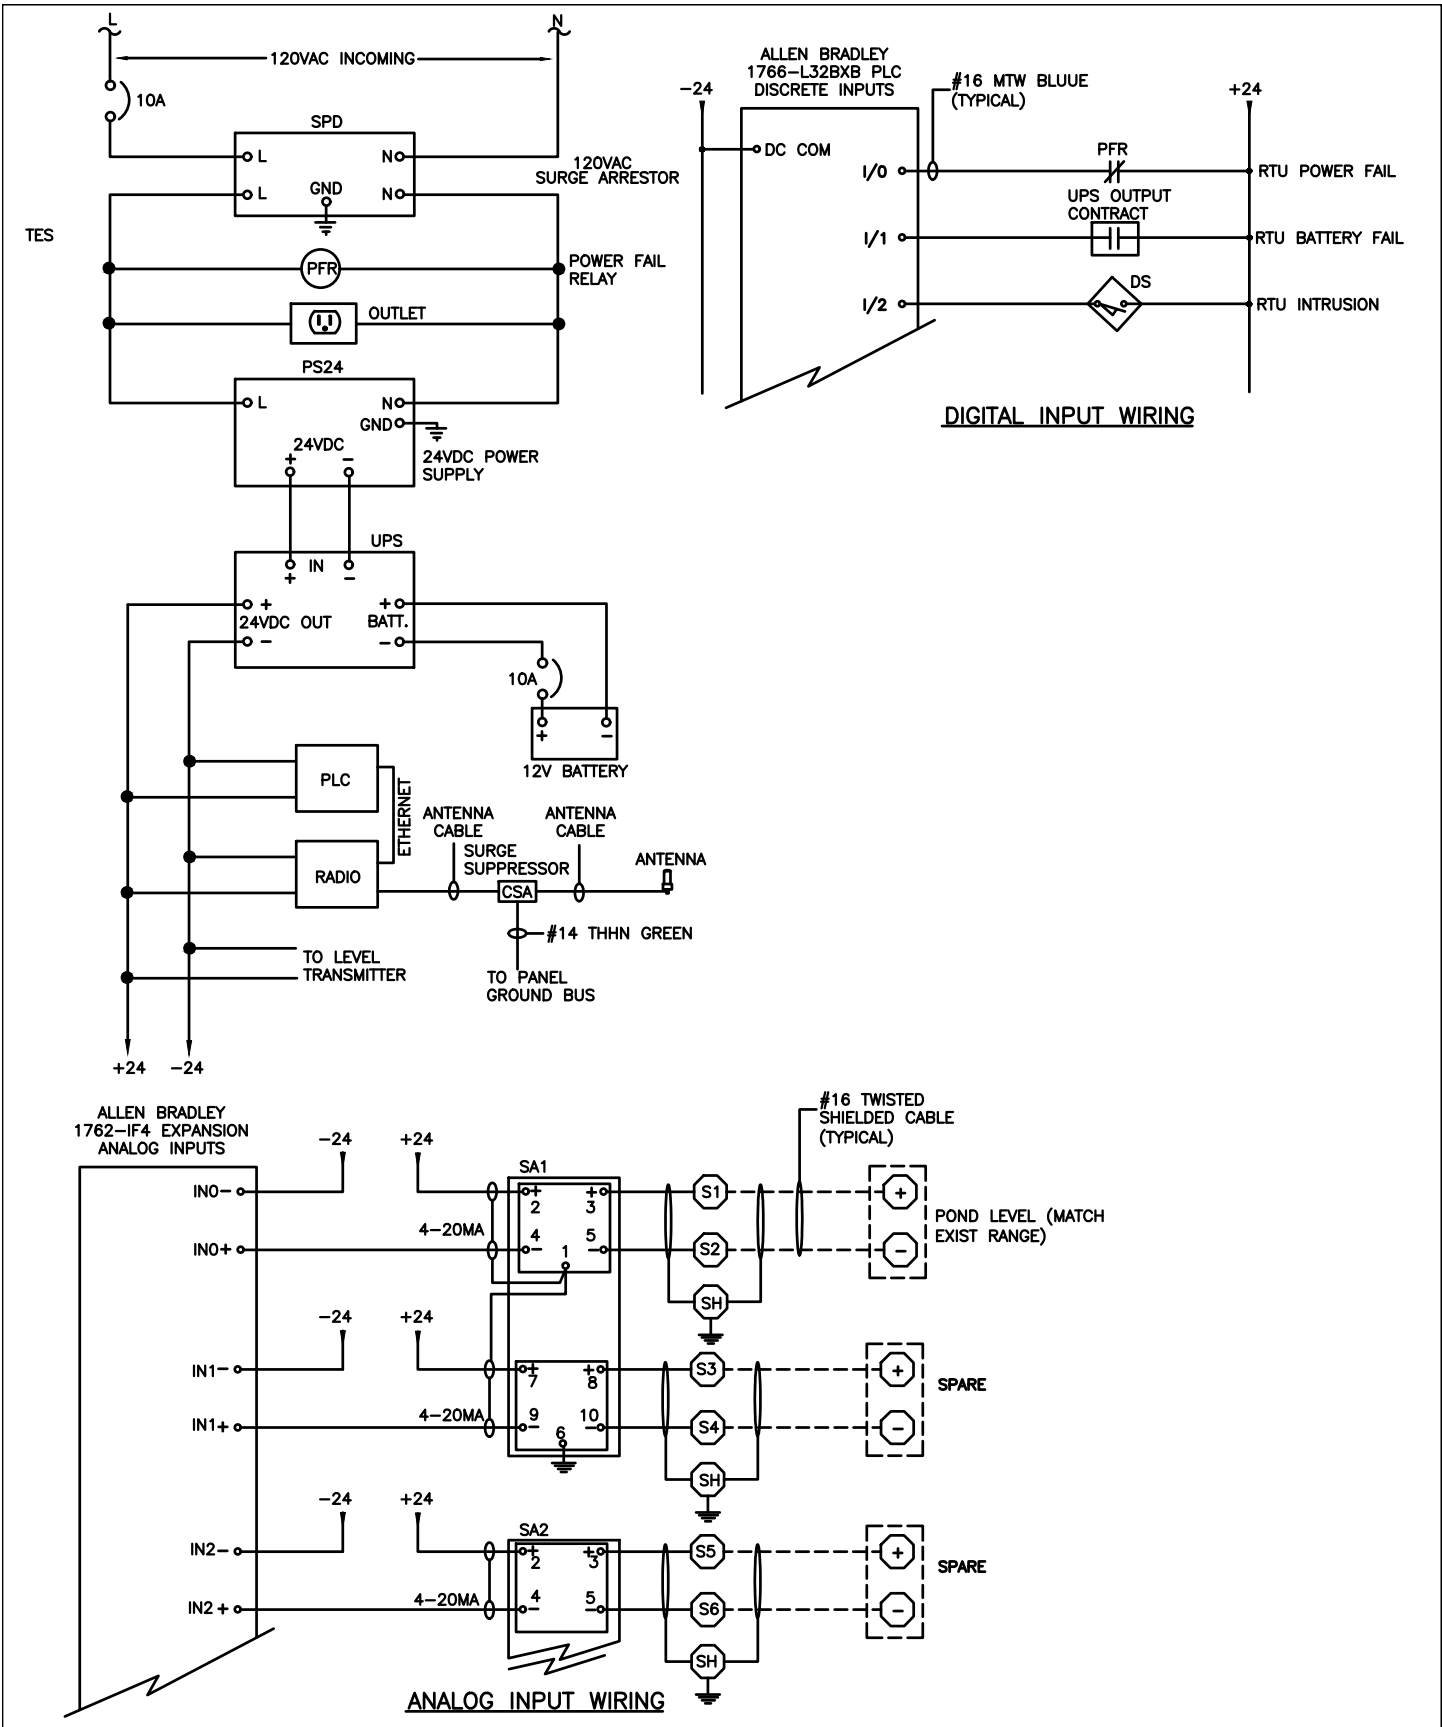 L
N
120VAC INCOMING
10A
SPD
L
N
120VAC
SURGE ARRESTOR
L
GND
N
TES
PFR
POWER FAIL
RELAY
OUTLET
PS24
L
N
GND
24VDC
+
-
24VDC POWER
SUPPLY
UPS
IN
+
-
+
24VDC OUT
-
+
BATT.
-
10A
+
-
12V BATTERY
PLC
ETHERNET
RADIO
ANTENNA
CABLE
SURGE
SUPPRESSOR
CSA
ANTENNA
CABLE
ANTENNA
#14 THHN GREEN
TO PANEL
GROUND BUS
TO LEVEL
TRANSMITTER
+24
-24
ALLEN BRADLEY
1766-L32BXB PLC
DISCRETE INPUTS
-24
#16 MTW BLUUE
(TYPICAL)
+24
DC COM
I/0
PFR
RTU POWER FAIL
UPS OUTPUT
CONTRACT
I/1
RTU BATTERY FAIL
I/2
DS
RTU INTRUSION
DIGITAL INPUT WIRING
ALLEN BRADLEY
1762-IF4 EXPANSION
ANALOG INPUTS
-24
+24
SA1
#16 TWISTED
SHIELDED CABLE
(TYPICAL)
IN0-
+
2
+
3
S1
+
4-20MA
POND LEVEL (MATCH
EXIST RANGE)
IN0+
4
-
1
5
-
S2
-
SH
-24
+24
IN1-
+
7
+
8
S3
+
SPARE
4-20MA
IN1+
9
-
6
10
-
S4
-
SH
-24
+24
SA2
IN2-
+
2
+
3
S5
+
SPARE
4-20MA
IN2+
4
-
5
-
S6
-
SH
ANALOG INPUT WIRING